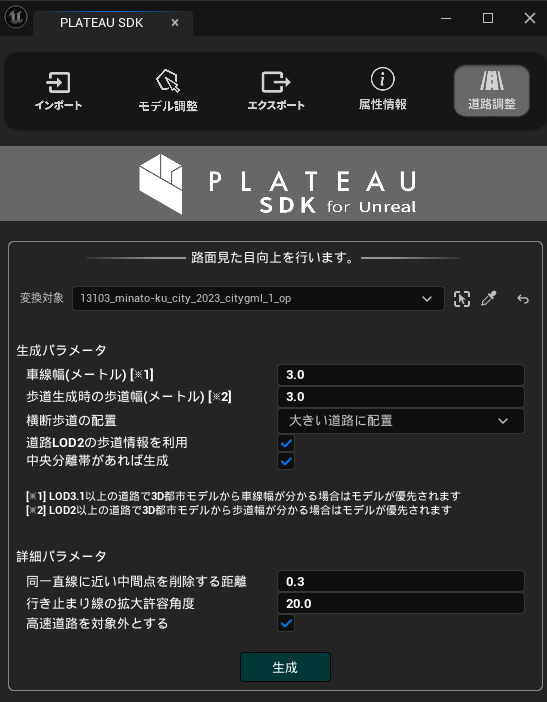 PLATEAU SDK
インポート
モデル調整
エクスポート
属性情報
道路調整
PLATEAU
SDK for Unreal
路面見た目向上を行います。
変換対象 13103_minato-ku_city_2023_citygml_1_op
生成パラメータ
車線幅(メートル) [※1] 3.0
歩道生成時の歩道幅(メートル) [※2] 3.0
横断歩道の配置 大きい道路に配置
道路LOD2の歩道情報を利用
中央分離帯があれば生成
[※1] LOD3.1以上の道路で3D都市モデルから車線幅が分かる場合はモデルが優先されます
[※2] LOD2以上の道路で3D都市モデルから歩道幅が分かる場合はモデルが優先されます
詳細パラメータ
同一直線に近い中間点を削除する距離 0.3
行き止まり線の拡大許容角度 20.0
高速道路を対象外とする
生成